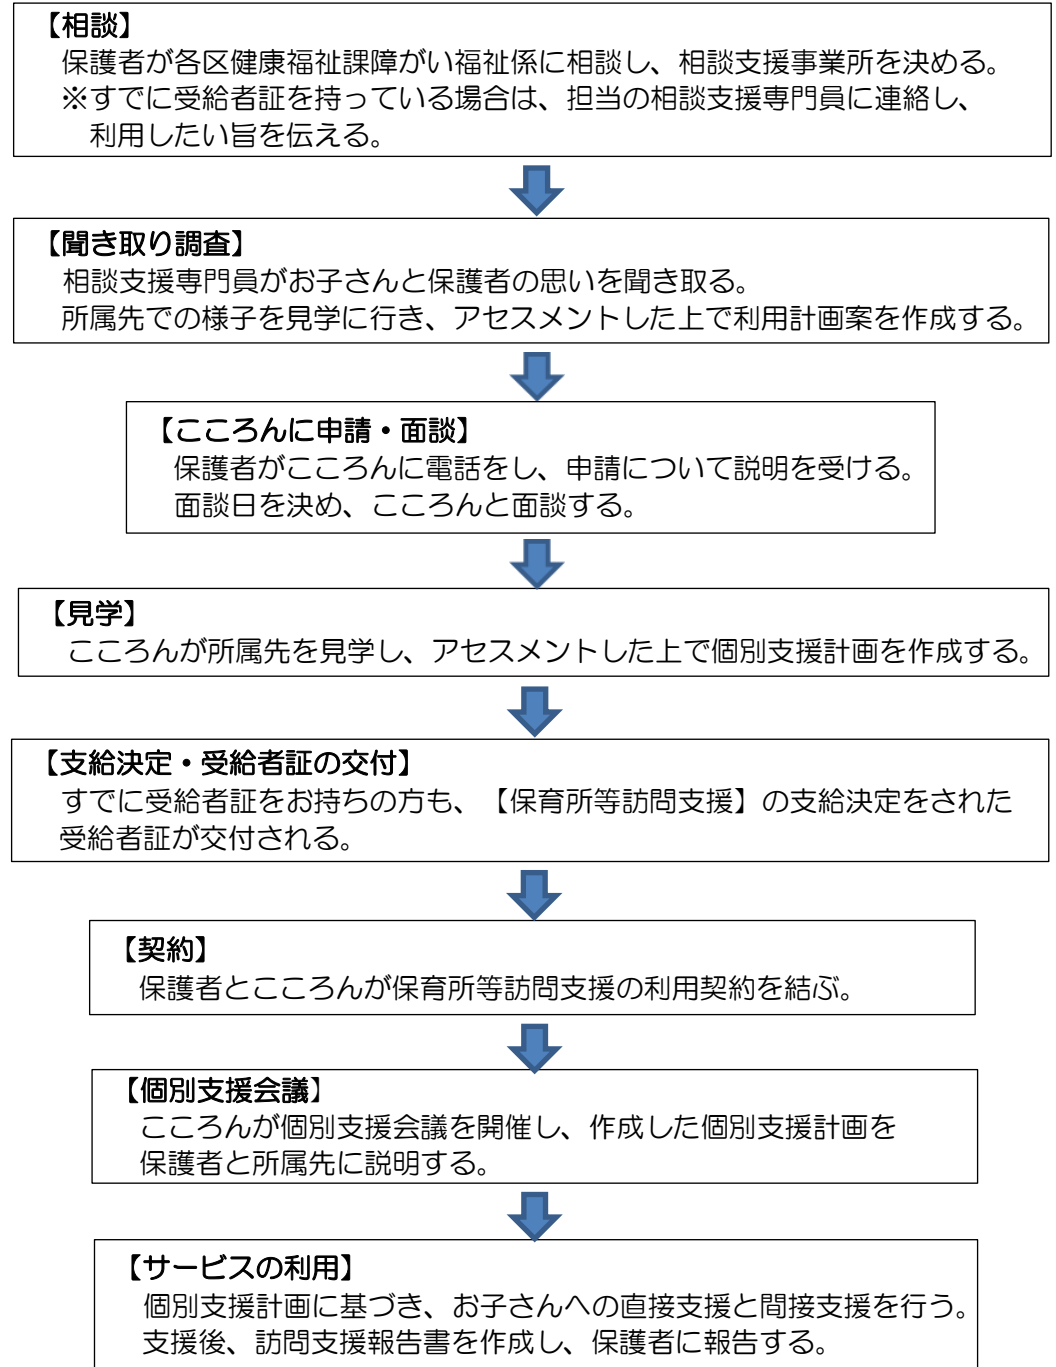 【相談】
保護者が各区健康福祉課障がい福祉係に相談し、相談支援事業所を決める。
※すでに受給者証を持っている場合は、担当の相談支援専門員に連絡し、
利用したい旨を伝える。
【聞き取り調査】
相談支援専門員がお子さんと保護者の思いを聞き取る。
所属先での様子を見学に行き、アセスメントした上で利用計画案を作成する。
【こころんに申請・面談】
保護者がこころんに電話をし、申請について説明を受ける。
面談日を決め、こころんと面談する。
【見学】
こころんが所属先を見学し、アセスメントした上で個別支援計画を作成する。
【支給決定・受給者証の交付】
すでに受給者証をお持ちの方も、【保育所等訪問支援】の支給決定をされた
受給者証が交付される。
【契約】
保護者とこころんが保育所等訪問支援の利用契約を結ぶ。
【個別支援会議】
こころんが個別支援会議を開催し、作成した個別支援計画を
保護者と所属先に説明する。
【サービスの利用】
個別支援計画に基づき、お子さんへの直接支援と間接支援を行う。
支援後、訪問支援報告書を作成し、保護者に報告する。